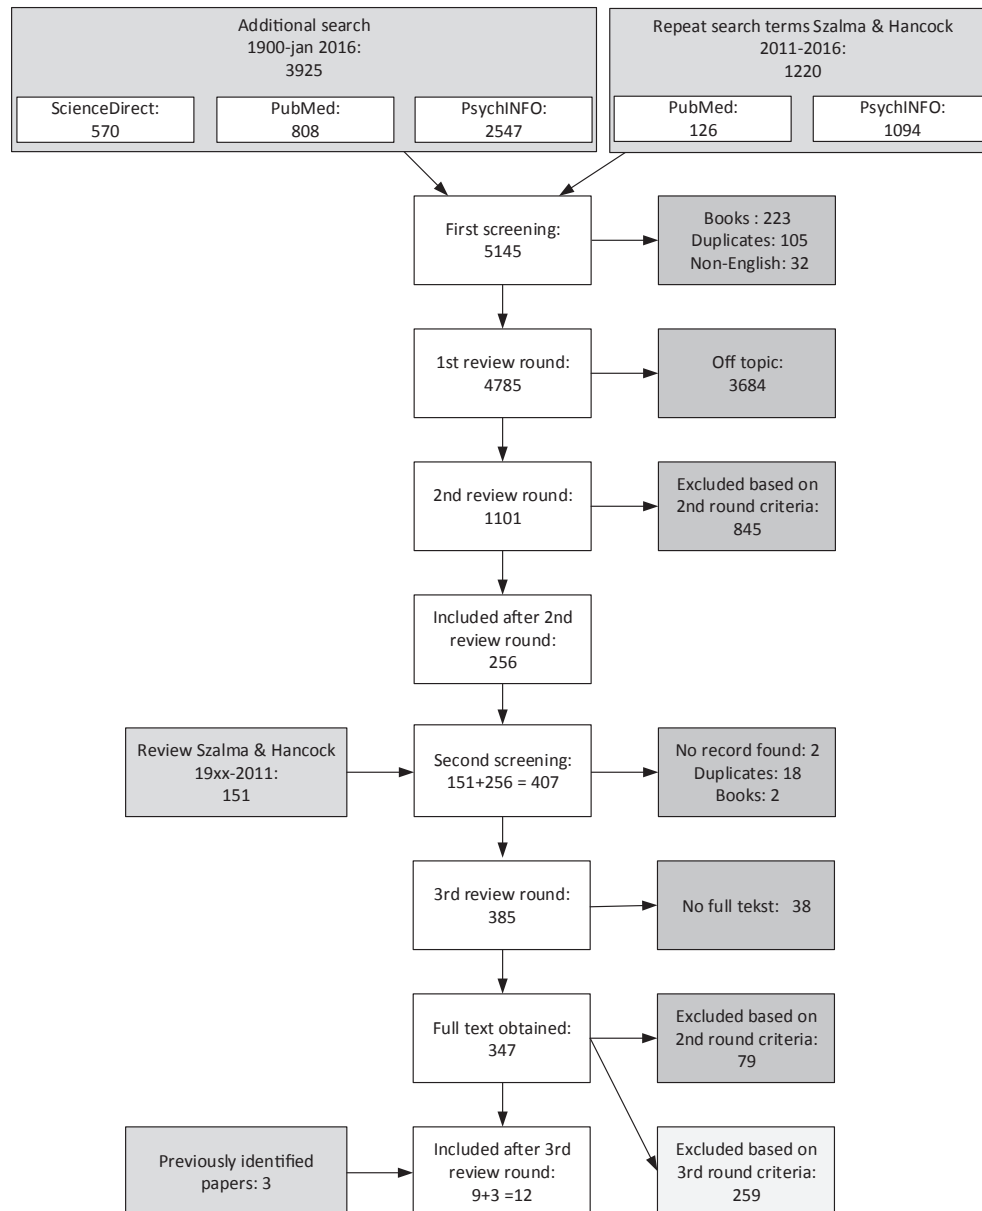 Additional search
1900-jan 2016:
3925
ScienceDirect:
570
PubMed:
808
PsychINFO:
2547
Repeat search terms Szalma & Hancock
2011-2016:
1220
PubMed:
126
PsychINFO:
1094
First screening:
5145
Books : 223
Duplicates: 105
Non-English: 32
1st review round:
4785
Off topic:
3684
2nd review round:
1101
Excluded based on
2nd round criteria:
845
Included after 2nd
review round:
256
Review Szalma & Hancock
19xx-2011:
151
Second screening:
151+256 = 407
No record found: 2
Duplicates: 18
Books: 2
3rd review round:
385
No full tekst: 38
Full text obtained:
347
Excluded based on
2nd round criteria:
79
Previously identified
papers: 3
Included after 3rd
review round:
9+3 =12
Excluded based on
3rd round criteria:
259